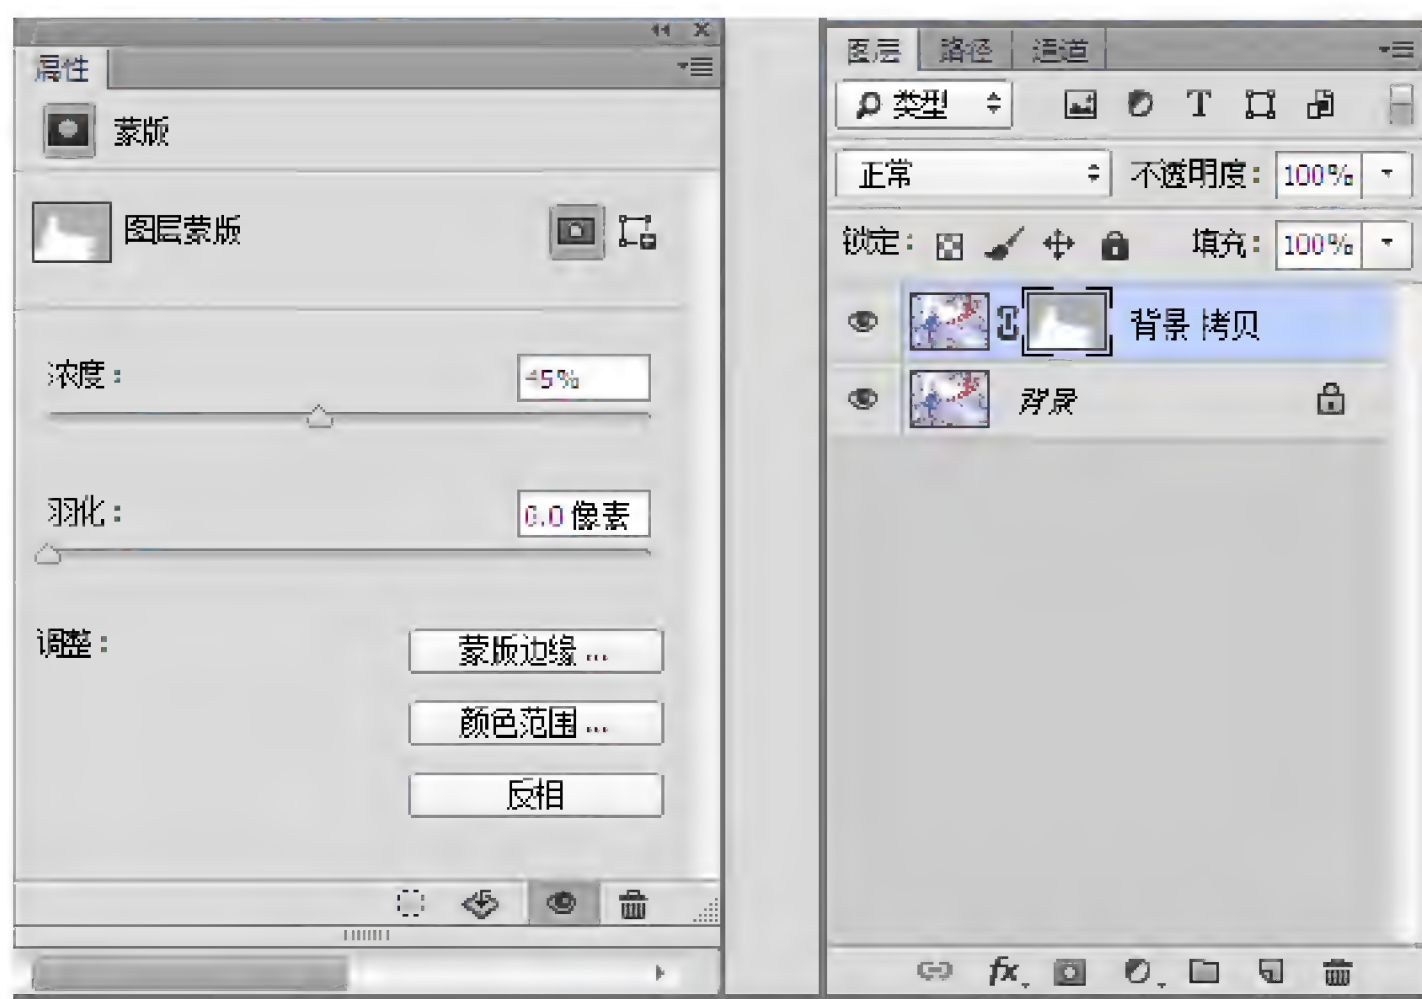 属性
蒙版
图层蒙版
浓度：
45%
羽化：
0.0 像素
调整：
蒙版边缘...
颜色范围...
反相
图层 路径 通道
类型
正常 不透明度： 100%
锁定： 填充： 100%
背景 拷贝
背景
fx